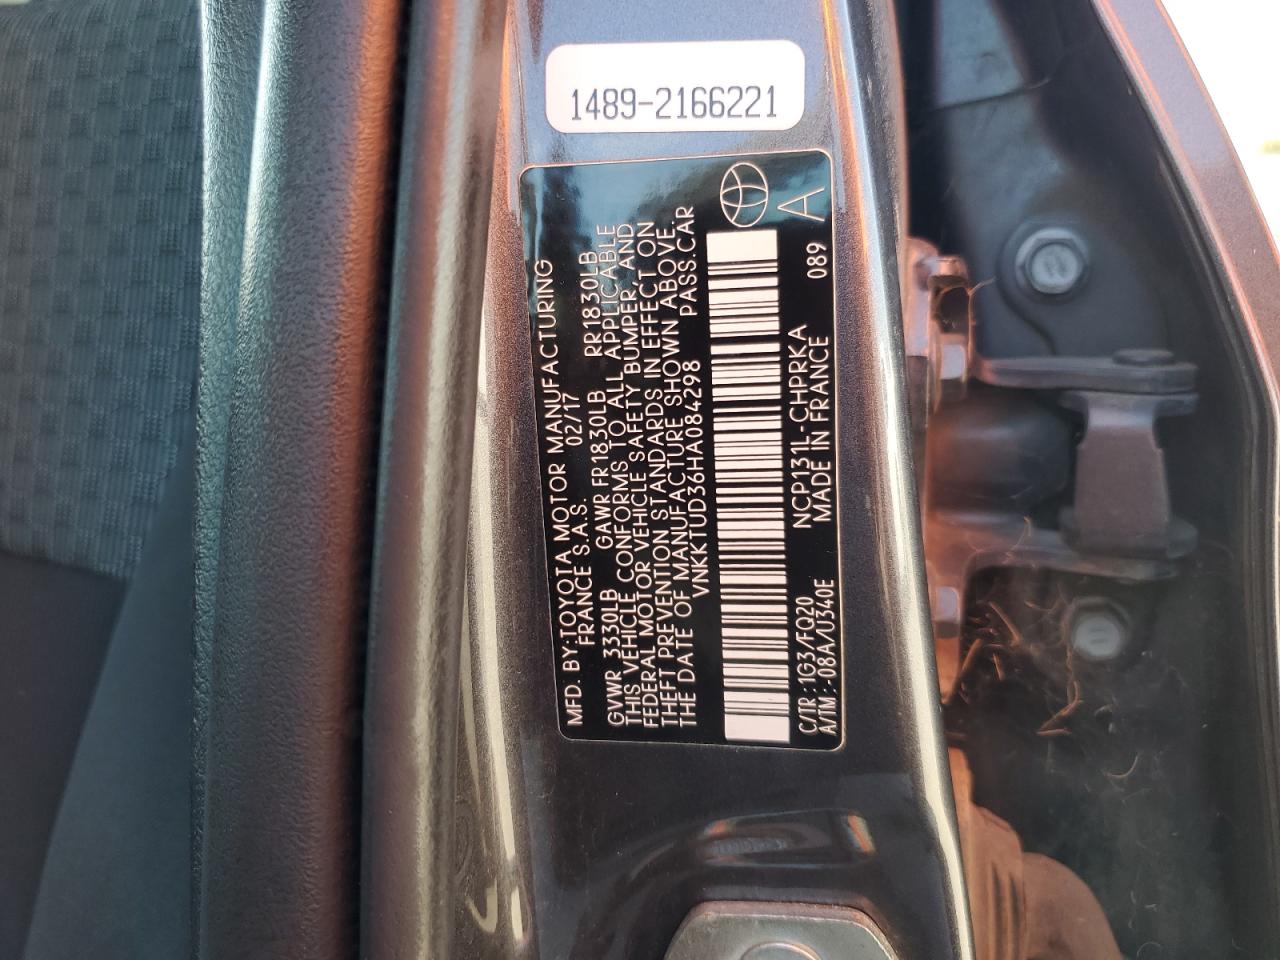 1489-2166221
MFD. BY:TOYOTA MOTOR MANUFACTURING
FRANCE S.A.S. 02/17
GVWR 3330LB GAWR FR1830LB RR1830LB
THIS VEHICLE CONFORMS TO ALL APPLICABLE
FEDERAL MOTOR VEHICLE SAFETY BUMPER, AND
THEFT PREVENTION STANDARDS IN EFFECT ON
THE DATE OF MANUFACTURE SHOWN ABOVE.
VNKKTUD36HA084298 PASS.CAR
C/TR :1G3/FQ20 NCP131L-CHPRKA 089
A/TM :-08A/U340E MADE IN FRANCE A